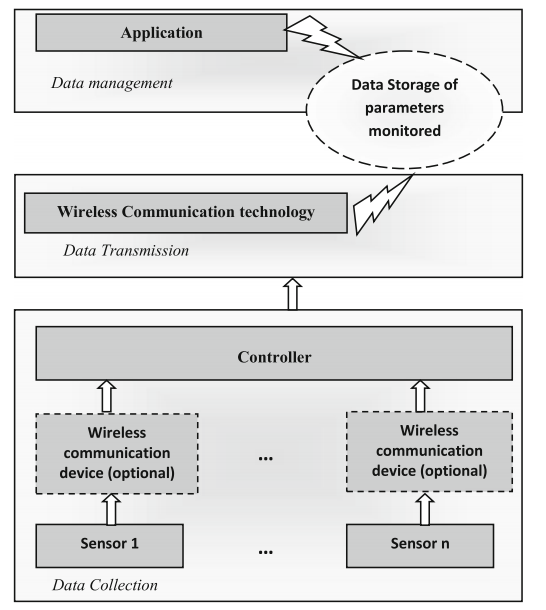 Application
Data management
Data Storage of
parameters
monitored
Wireless Communication technology
Data Transmission
Controller
Wireless
communication
device (optional)
...
Wireless
communication
device (optional)
Sensor 1
...
Sensor n
Data Collection